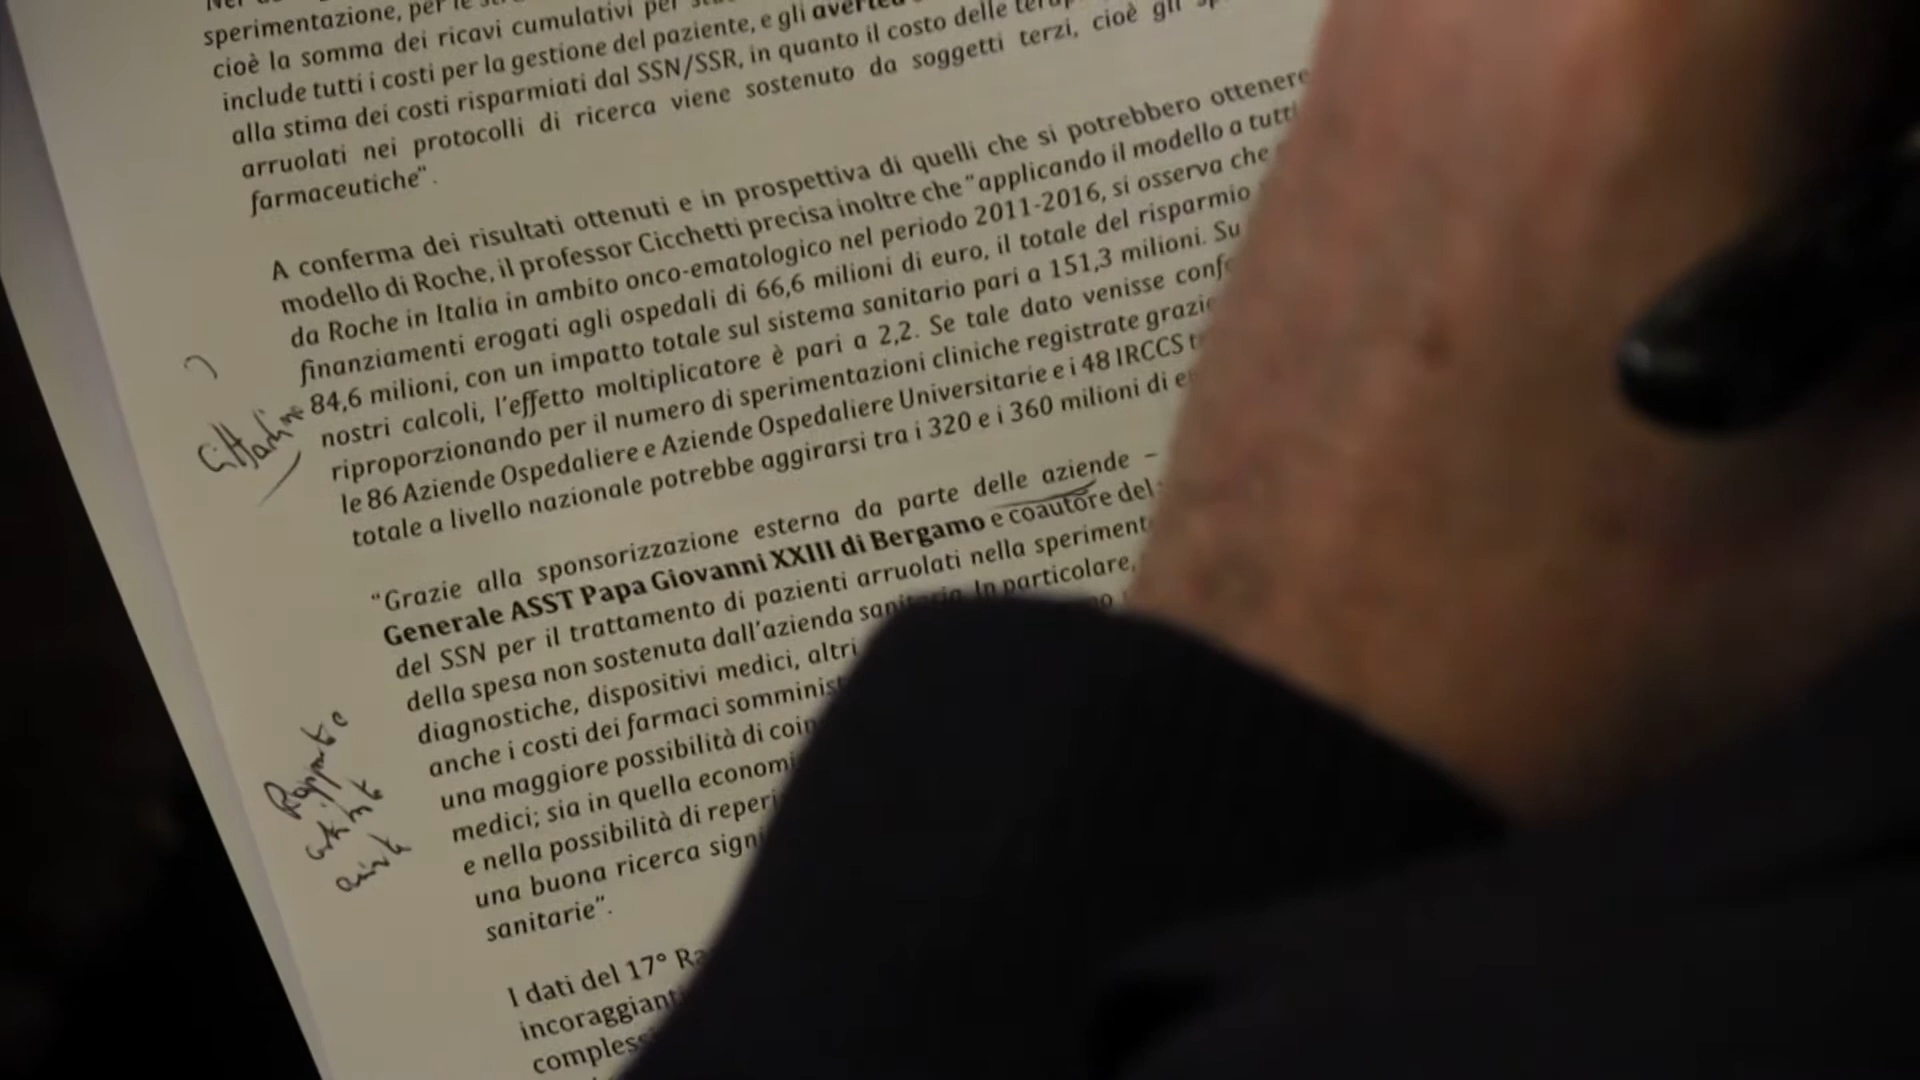 sperimentazione, per le
cioè la somma dei ricavi cumulativi per
include tutti i costi per la gestione del paziente, e gli
alla stima dei costi risparmiati dal SSN/SSR, in quanto il costo delle
arruolati nei protocolli di ricerca viene sostenuto da soggetti terzi, cioè gli
farmaceutiche".
A conferma dei risultati ottenuti e in prospettiva di quelli che si potrebbero ottenere
modello di Roche, il professor Cicchetti precisa inoltre che "applicando il modello a tutti
da Roche in Italia in ambito onco-ematologico nel periodo 2011-2016, si osserva che
finanziamenti erogati agli ospedali di 66,6 milioni di euro, il totale del risparmio
84,6 milioni, con un impatto totale sul sistema sanitario pari a 151,3 milioni. Su
nostri calcoli, l'effetto moltiplicatore è pari a 2,2. Se tale dato venisse
riproporzionando per il numero di sperimentazioni cliniche registrate
le 86 Aziende Ospedaliere e Aziende Ospedaliere Universitarie e i 48 IRCCS
totale a livello nazionale potrebbe aggirarsi tra i 320 e i 360 milioni di
"Grazie alla sponsorizzazione esterna da parte delle aziende –
Generale ASST Papa Giovanni XXIII di Bergamo e coautore del
del SSN per il trattamento di pazienti arruolati nella
della spesa non sostenuta dall'azienda sanitaria. In particolare,
diagnostiche, dispositivi medici, altri
anche i costi dei farmaci
una maggiore possibilità di
medici; sia in quella
e nella possibilità di
una buona ricerca
sanitarie".
I dati del 17°